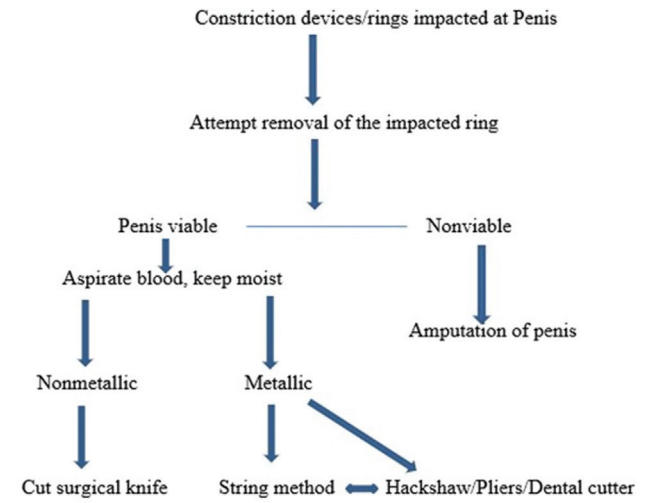 Constriction devices/rings impacted at Penis
Attempt removal of the impacted ring
Penis viable
Nonviable
Aspirate blood, keep moist
Amputation of penis
Nonmetallic
Metallic
Cut surgical knife
String method
Hackshaw/Pliers/Dental cutter